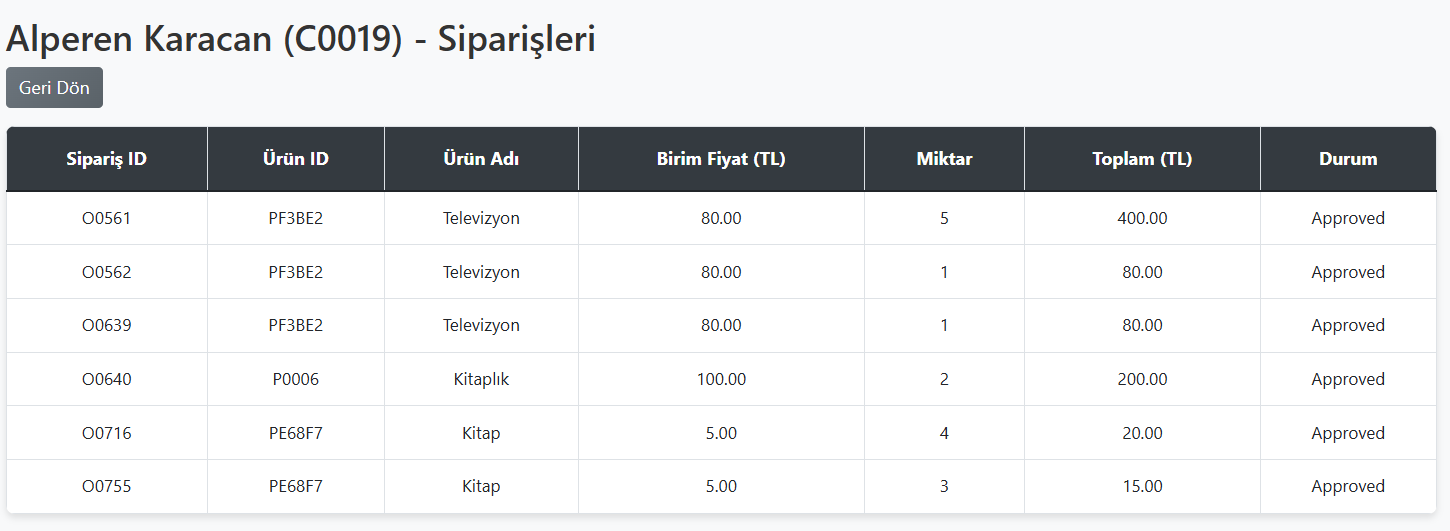 Alperen Karacan (C0019) - Siparişleri
Geri Dön
Sipariş ID Ürün ID Ürün Adı Birim Fiyat (TL) Miktar Toplam (TL) Durum
O0561 PF3BE2 Televizyon 80.00 5 400.00 Approved
O0562 PF3BE2 Televizyon 80.00 1 80.00 Approved
O0639 PF3BE2 Televizyon 80.00 1 80.00 Approved
O0640 P0006 Kitaplık 100.00 2 200.00 Approved
O0716 PE68F7 Kitap 5.00 4 20.00 Approved
O0755 PE68F7 Kitap 5.00 3 15.00 Approved